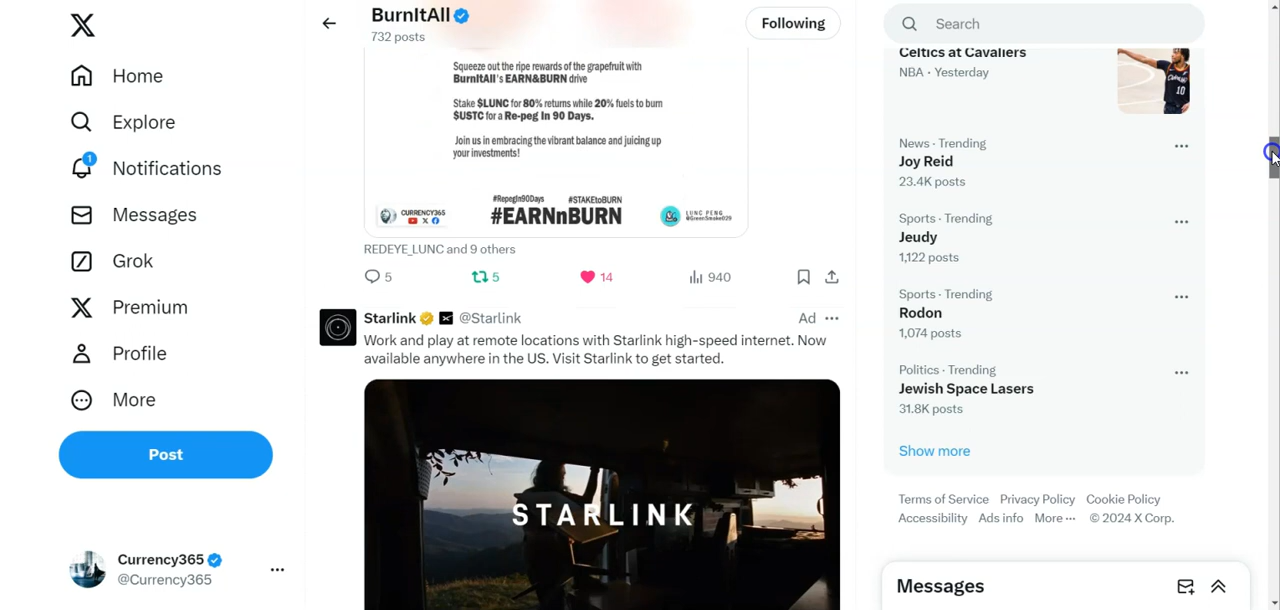 Home
Explore
1
Notifications
Messages
Grok
Premium
Profile
More
Post
Currency365
@Currency365
BurnItAll
732 posts
Following
Squeeze out the ripe rewards of the grapefruit with
BurnItAll's EARN&BURN drive
Stake $LUNC for 80% returns while 20% fuels to burn
$USTC for a Re-peg In 90 Days.
Join us in embracing the vibrant balance and juicing up
your investments!
#RepegIn90Days #STAKEtoBURN
CURRENCY365
#EARNnBURN
LUNC PENG
@GreenSmoke029
REDEYE_LUNC and 9 others
5 5 14 940
Starlink @Starlink Ad
Work and play at remote locations with Starlink high-speed internet. Now
available anywhere in the US. Visit Starlink to get started.
STARLINK
Search
Celtics at Cavaliers
NBA · Yesterday
10
News · Trending
Joy Reid
23.4K posts
Sports · Trending
Jeudy
1,122 posts
Sports · Trending
Rodon
1,074 posts
Politics · Trending
Jewish Space Lasers
31.8K posts
Show more
Terms of Service Privacy Policy Cookie Policy
Accessibility Ads info More ··· © 2024 X Corp.
Messages